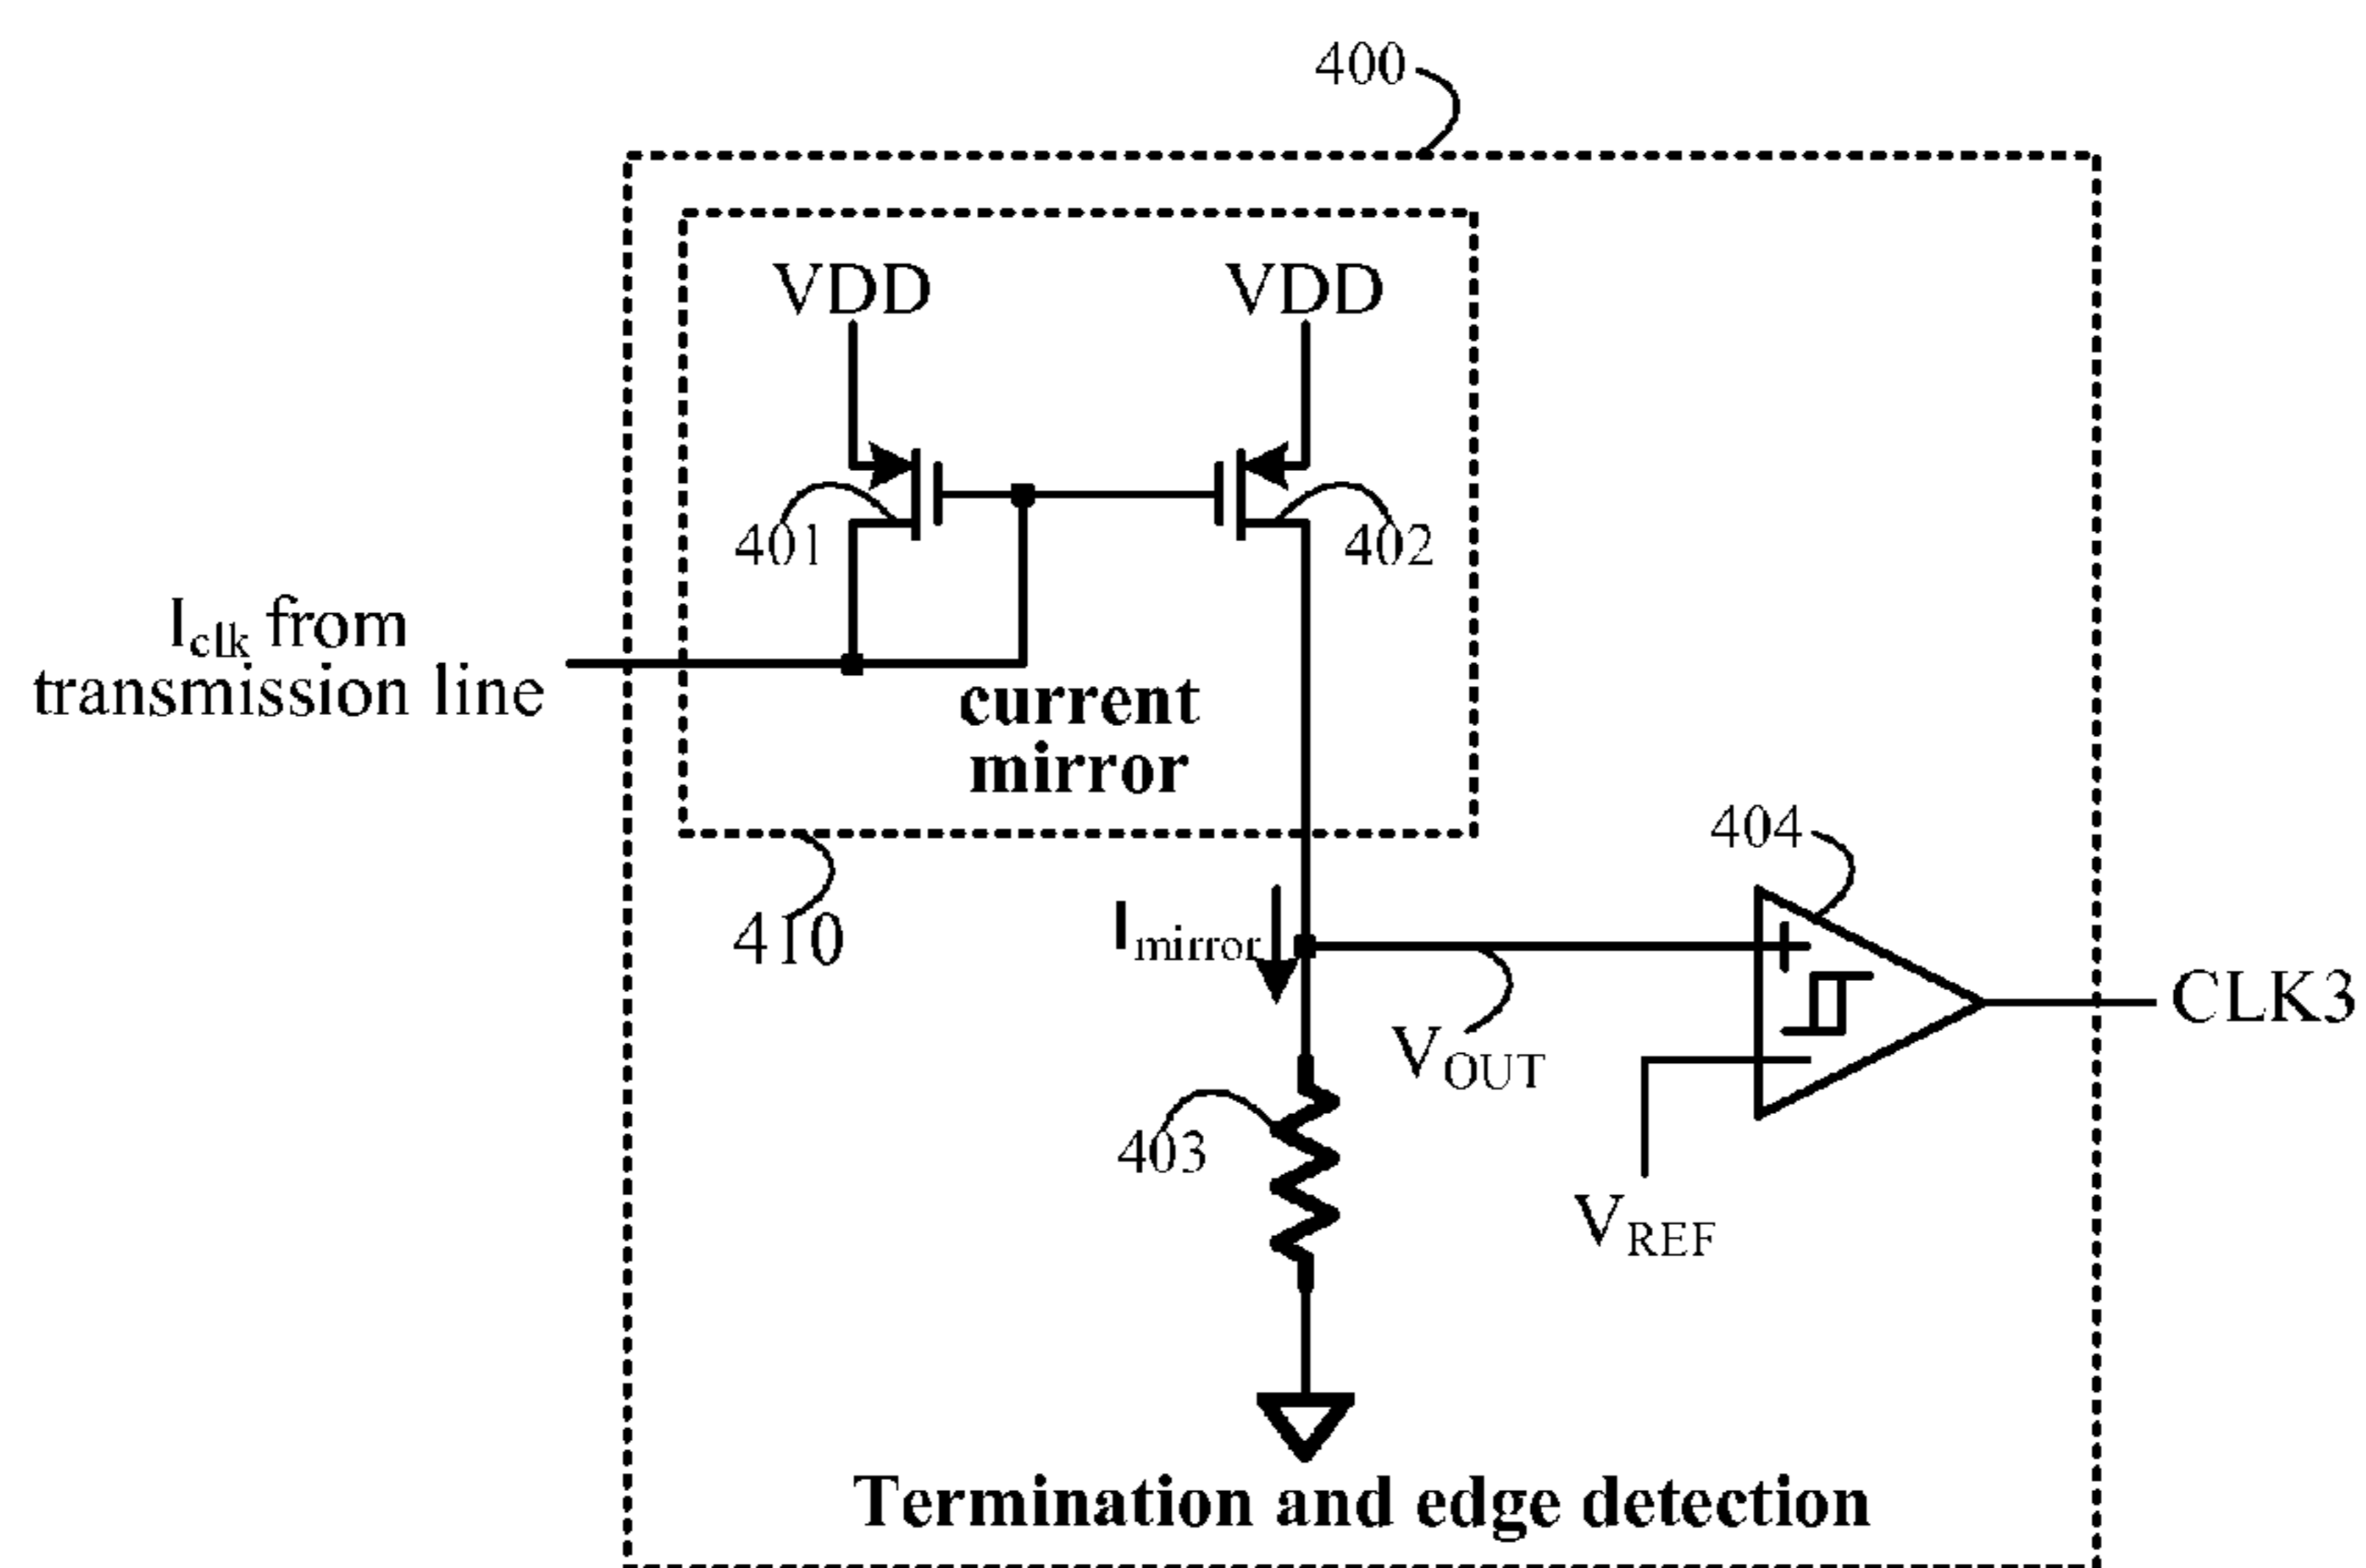 400
VDD
VDD
401
402
Iclk from
transmission line
current
mirror
404
410
Imirror
+
CLK3
VOUT
403
VREF
Termination and edge detection